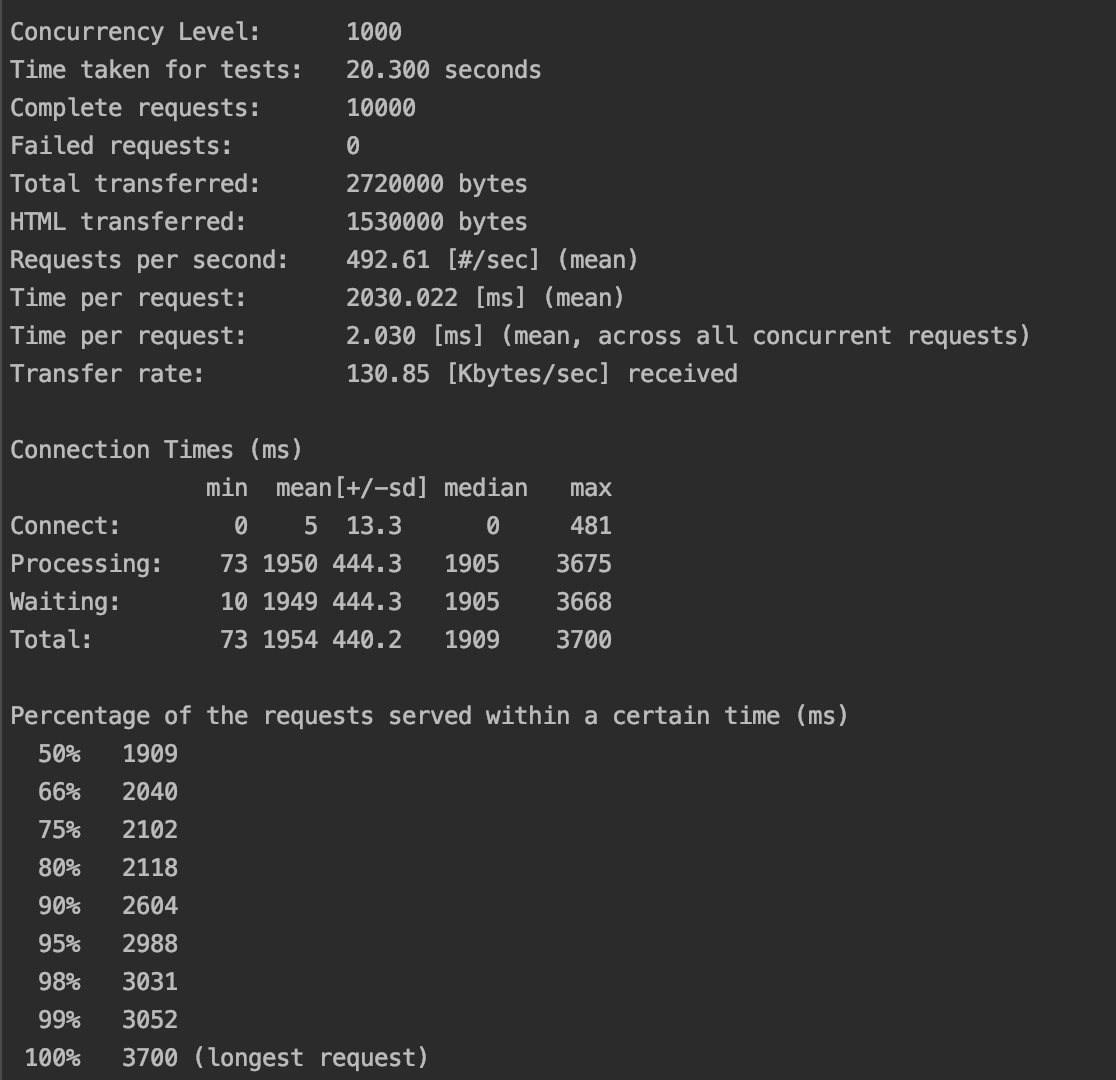 Concurrency Level:      1000
Time taken for tests:   20.300 seconds
Complete requests:      10000
Failed requests:        0
Total transferred:      2720000 bytes
HTML transferred:       1530000 bytes
Requests per second:    492.61 [#/sec] (mean)
Time per request:       2030.022 [ms] (mean)
Time per request:       2.030 [ms] (mean, across all concurrent requests)
Transfer rate:          130.85 [Kbytes/sec] received

Connection Times (ms)
              min  mean[+/-sd] median   max
Connect:        0    5  13.3      0     481
Processing:    73 1950 444.3   1905    3675
Waiting:       10 1949 444.3   1905    3668
Total:         73 1954 440.2   1909    3700

Percentage of the requests served within a certain time (ms)
  50%   1909
  66%   2040
  75%   2102
  80%   2118
  90%   2604
  95%   2988
  98%   3031
  99%   3052
 100%   3700 (longest request)